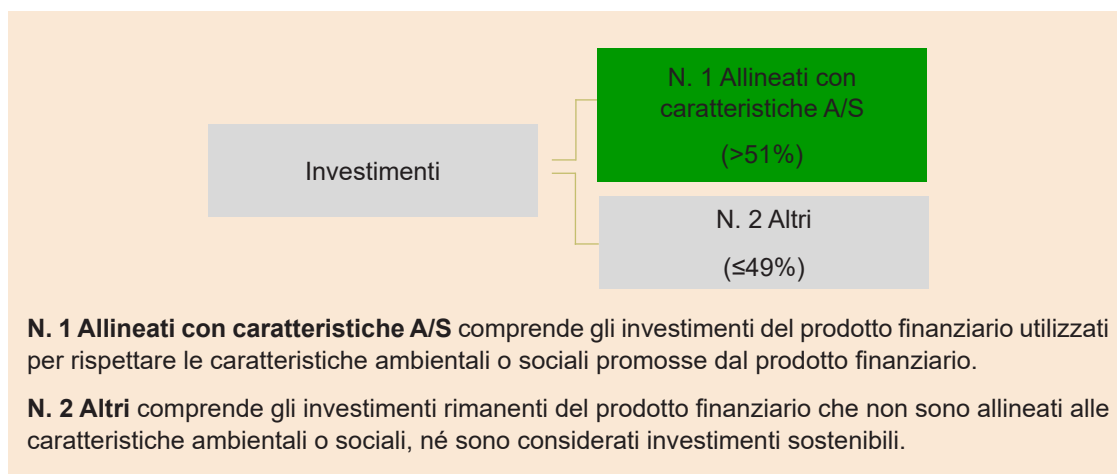 N. 1 Allineati con
caratteristiche A/S
(>51%)
Investimenti
N. 2 Altri
(≤49%)
N. 1 Allineati con caratteristiche A/S comprende gli investimenti del prodotto finanziario utilizzati
per rispettare le caratteristiche ambientali o sociali promosse dal prodotto finanziario.
N. 2 Altri comprende gli investimenti rimanenti del prodotto finanziario che non sono allineati alle
caratteristiche ambientali o sociali, né sono considerati investimenti sostenibili.